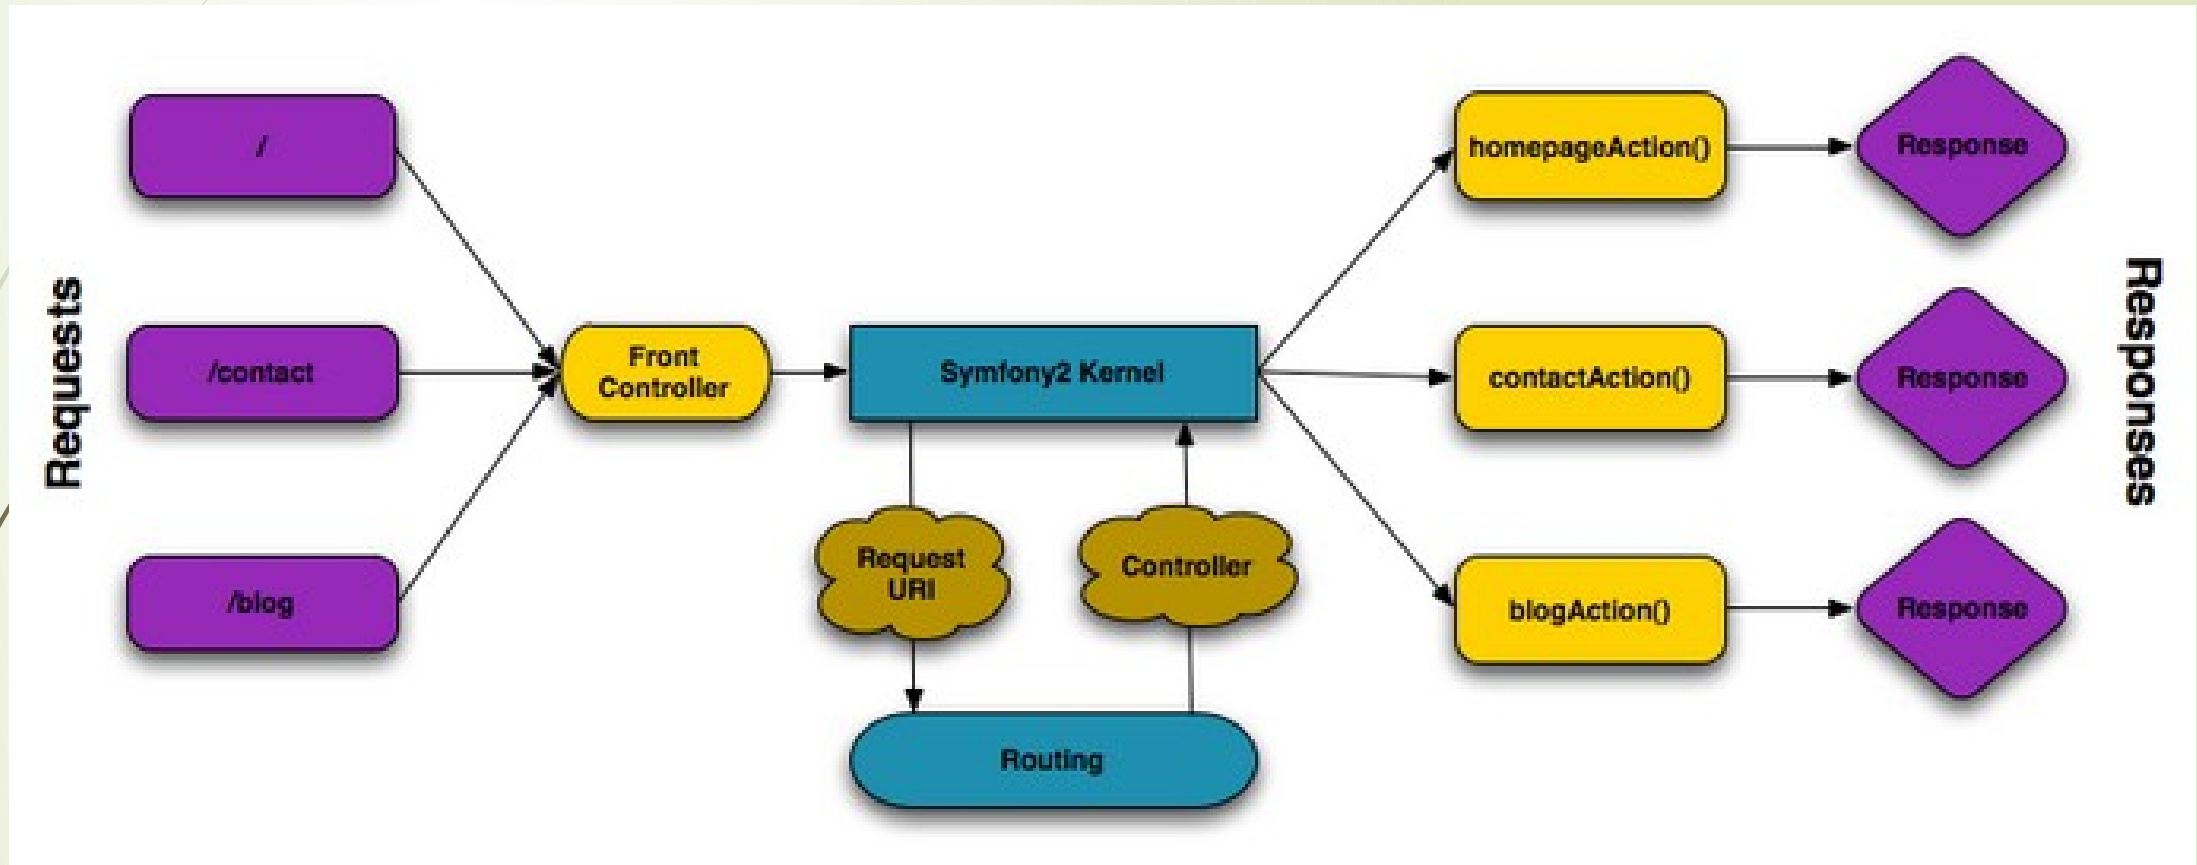 Requests
/
/contact
/blog
Front
Controller
Symfony2 Kernel
Request
URI
Controller
Routing
homepageAction()
contactAction()
blogAction()
Response
Response
Response
Responses